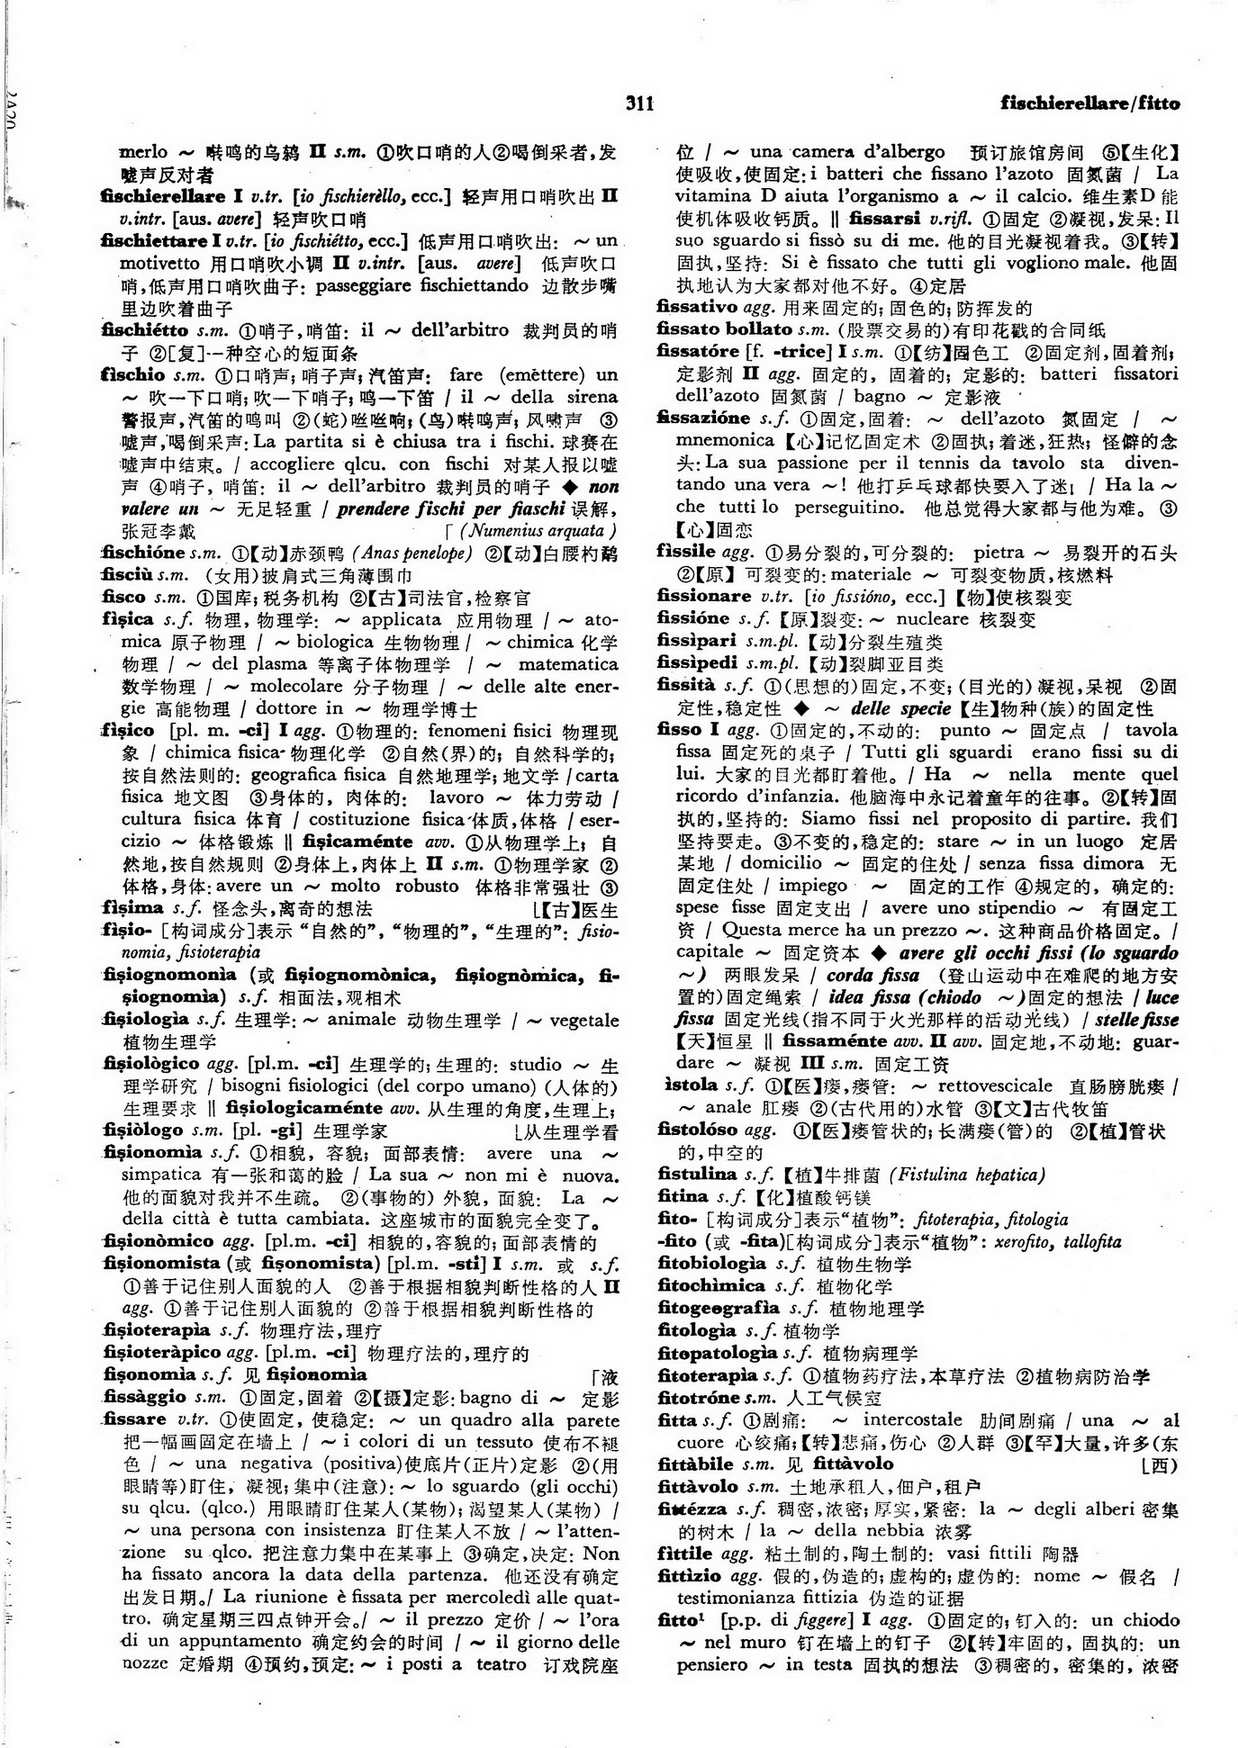 311
fischierellare/fitto
merlo ～ 啭鸣的乌鸫 II s.m. ①吹口哨的人②喝倒采者,发
嘘声反对者
fischierellare I v.tr. [io fischierèllo, ecc.] 轻声用口哨吹出 II
v.intr. [aus. avere] 轻声吹口哨
fischiettare I v.tr. [io fischiétto, ecc.] 低声用口哨吹出: ～ un
motivetto 用口哨吹小调 II v.intr. [aus. avere] 低声吹口
哨,低声用口哨吹曲子: passeggiare fischiettando 边散步嘴
里边吹着曲子
fischiétto s.m. ①哨子,哨笛: il ～ dell'arbitro 裁判员的哨
子 ②[复]一种空心的短面条
fìschio s.m. ①口哨声; 哨子声; 汽笛声: fare (eméttere) un
～ 吹一下口哨; 吹一下哨子; 鸣一下笛 / il ～ della sirena
警报声,汽笛的鸣叫 ②(蛇)咝咝响; (鸟)啭鸣声; 风啸声 ③
嘘声,喝倒采声: La partita si è chiusa tra i fischi. 球赛在
嘘声中结束。/ accogliere qlcu. con fischi 对某人报以嘘
声 ④哨子, 哨笛: il ～ dell'arbitro 裁判员的哨子 ◆ non
valere un ～ 无足轻重 / prendere fischi per fiaschi 误解,
张冠李戴 「(Numenius arquata)
fischióne s.m. ①【动】赤颈鸭 (Anas penelope) ②【动】白腰杓鹬
fisciù s.m. (女用)披肩式三角薄围巾
fisco s.m. ①国库; 税务机构 ②【古】司法官,检察官
fìṣica s.f. 物理, 物理学: ～ applicata 应用物理 / ～ ato-
mica 原子物理 / ～ biologica 生物物理 / ～ chimica 化学
物理 / ～ del plasma 等离子体物理学 / ～ matematica
数学物理 / ～ molecolare 分子物理 / ～ delle alte ener-
gie 高能物理 / dottore in ～ 物理学博士
fìṣico [pl. m. -ci] I agg. ①物理的: fenomeni fisici 物理现
象 / chimica fisica 物理化学 ②自然(界)的; 自然科学的;
按自然法则的: geografica fisica 自然地理学; 地文学 / carta
fisica 地文图 ③身体的, 肉体的: lavoro ～ 体力劳动 /
cultura fisica 体育 / costituzione fisica 体质,体格 / eser-
cizio ～ 体格锻炼 ‖ fiṣicaménte avv. ①从物理学上; 自
然地,按自然规则 ②身体上,肉体上 II s.m. ①物理学家 ②
体格,身体: avere un ～ molto robusto 体格非常强壮 ③
fìṣima s.f. 怪念头,离奇的想法 ⌊【古】医生
fìṣio- [构词成分]表示 “自然的”, “物理的”, “生理的”: fisio-
nomia, fisioterapia
fiṣiognomonìa (或 fiṣiognomònica, fiṣiognòmica, fi-
ṣiognomìa) s.f. 相面法,观相术
fiṣiologìa s.f. 生理学: ～ animale 动物生理学 / ～ vegetale
植物生理学
fiṣiològico agg. [pl.m. -ci] 生理学的; 生理的: studio ～ 生
理学研究 / bisogni fisiologici (del corpo umano) (人体的)
生理要求 ‖ fiṣiologicaménte avv. 从生理的角度,生理上;
fiṣiòlogo s.m. [pl. -gi] 生理学家 ⌊从生理学看
fiṣionomìa s.f. ①相貌, 容貌; 面部表情: avere una ～
simpatica 有一张和蔼的脸 / La sua ～ non mi è nuova.
他的面貌对我并不生疏。 ②(事物的) 外貌, 面貌: La ～
della città è tutta cambiata. 这座城市的面貌完全变了。
fiṣionòmico agg. [pl.m. -ci] 相貌的,容貌的; 面部表情的
fiṣionomista (或 fiṣonomista) [pl.m. -sti] I s.m. 或 s.f.
①善于记住别人面貌的人 ②善于根据相貌判断性格的人 II
agg. ①善于记住别人面貌的 ②善于根据相貌判断性格的
fiṣioterapìa s.f. 物理疗法,理疗
fiṣioteràpico agg. [pl.m. -ci] 物理疗法的,理疗的
fiṣonomìa s.f. 见 fiṣionomìa 「液
fissàggio s.m. ①固定,固着 ②【摄】定影: bagno di ～ 定影
fissare v.tr. ①使固定, 使稳定: ～ un quadro alla parete
把一幅画固定在墙上 / ～ i colori di un tessuto 使布不褪
色 / ～ una negativa (positiva)使底片(正片)定影 ②(用
眼睛等)盯住, 凝视; 集中(注意): ～ lo sguardo (gli occhi)
su qlcu. (qlco.) 用眼睛盯住某人(某物); 渴望某人(某物) /
～ una persona con insistenza 盯住某人不放 / ～ l'atten-
zione su qlco. 把注意力集中在某事上 ③确定,决定: Non
ha fissato ancora la data della partenza. 他还没有确定
出发日期。/ La riunione è fissata per mercoledì alle quat-
tro. 确定星期三四点钟开会。/ ～ il prezzo 定价 / ～ l'ora
di un appuntamento 确定约会的时间 / ～ il giorno delle
nozze 定婚期 ④预约,预定: ～ i posti a teatro 订戏院座
位 / ～ una camera d'albergo 预订旅馆房间 ⑤【生化】
使吸收,使固定: i batteri che fissano l'azoto 固氮菌 / La
vitamina D aiuta l'organismo a ～ il calcio. 维生素D能
使机体吸收钙质。‖ fissarsi v.rifl. ①固定 ②凝视,发呆: Il
suo sguardo si fissò su di me. 他的目光凝视着我。③【转】
固执,坚持: Si è fissato che tutti gli vogliono male. 他固
执地认为大家都对他不好。④定居
fissativo agg. 用来固定的; 固色的; 防挥发的
fissato bollato s.m. (股票交易的)有印花戳的合同纸
fissatóre [f. -trice] I s.m. ①【纺】固色工 ②固定剂,固着剂;
定影剂 II agg. 固定的, 固着的; 定影的: batteri fissatori
dell'azoto 固氮菌 / bagno ～ 定影液
fissazióne s.f. ①固定,固着: ～ dell'azoto 氮固定 / ～
mnemonica 【心】记忆固定术 ②固执; 着迷,狂热; 怪僻的念
头: La sua passione per il tennis da tavolo sta diven-
tando una vera ～! 他打乒乓球都快要入了迷! / Ha la ～
che tutti lo perseguitino. 他总觉得大家都与他为难。③
【心】固恋
fìssile agg. ①易分裂的,可分裂的: pietra ～ 易裂开的石头
②【原】可裂变的: materiale ～ 可裂变物质,核燃料
fissionare v.tr. [io fissióno, ecc.] 【物】使核裂变
fissióne s.f. 【原】裂变: ～ nucleare 核裂变
fissìpari s.m.pl. 【动】分裂生殖类
fissìpedi s.m.pl. 【动】裂脚亚目类
fissità s.f. ①(思想的)固定,不变; (目光的) 凝视,呆视 ②固
定性,稳定性 ◆ ～ delle specie 【生】物种(族)的固定性
fisso I agg. ①固定的,不动的: punto ～ 固定点 / tavola
fissa 固定死的桌子 / Tutti gli sguardi erano fissi su di
lui. 大家的目光都盯着他。/ Ha ～ nella mente quel
ricordo d'infanzia. 他脑海中永记着童年的往事。②【转】固
执的,坚持的: Siamo fissi nel proposito di partire. 我们
坚持要走。③不变的,稳定的: stare ～ in un luogo 定居
某地 / domicilio ～ 固定的住处 / senza fissa dimora 无
固定住处 / impiego ～ 固定的工作 ④规定的, 确定的:
spese fisse 固定支出 / avere uno stipendio ～ 有固定工
资 / Questa merce ha un prezzo ～. 这种商品价格固定。/
capitale ～ 固定资本 ◆ avere gli occhi fissi (lo sguardo
～) 两眼发呆 / corda fissa (登山运动中在难爬的地方安
置的)固定绳索 / idea fissa (chiodo ～)固定的想法 / luce
fissa 固定光线(指不同于火光那样的活动光线) / stelle fisse
【天】恒星 ‖ fissaménte avv. II avv. 固定地,不动地: guar-
dare ～ 凝视 III s.m. 固定工资
ìstola s.f. ①【医】瘘,瘘管: ～ rettovescicale 直肠膀胱瘘 /
～ anale 肛瘘 ②(古代用的)水管 ③【文】古代牧笛
fistolóso agg. ①【医】瘘管状的; 长满瘘(管)的 ②【植】管状
的,中空的
fistulina s.f. 【植】牛排菌 (Fistulina hepatica)
fitina s.f. 【化】植酸钙镁
fito- [构词成分]表示“植物”: fitoterapia, fitologia
-fito (或 -fita)[构词成分]表示“植物”: xerofito, tallofita
fitobiologìa s.f. 植物生物学
fitochìmica s.f. 植物化学
fitogeografìa s.f. 植物地理学
fitologìa s.f. 植物学
fitopatologìa s.f. 植物病理学
fitoterapìa s.f. ①植物药疗法,本草疗法 ②植物病防治学
fitotróne s.m. 人工气候室
fitta s.f. ①剧痛: ～ intercostale 肋间剧痛 / una ～ al
cuore 心绞痛; 【转】悲痛,伤心 ②人群 ③【罕】大量,许多(东
fittàbile s.m. 见 fittàvolo ⌊西)
fittàvolo s.m. 土地承租人,佃户,租户
fittézza s.f. 稠密,浓密; 厚实,紧密: la ～ degli alberi 密集
的树木 / la ～ della nebbia 浓雾
fìttile agg. 粘土制的,陶土制的: vasi fittili 陶器
fittìzio agg. 假的,伪造的; 虚构的; 虚伪的: nome ～ 假名 /
testimonianza fittizia 伪造的证据
fitto¹ [p.p. di figgere] I agg. ①固定的; 钉入的: un chiodo
～ nel muro 钉在墙上的钉子 ②【转】牢固的, 固执的: un
pensiero ～ in testa 固执的想法 ③稠密的, 密集的, 浓密